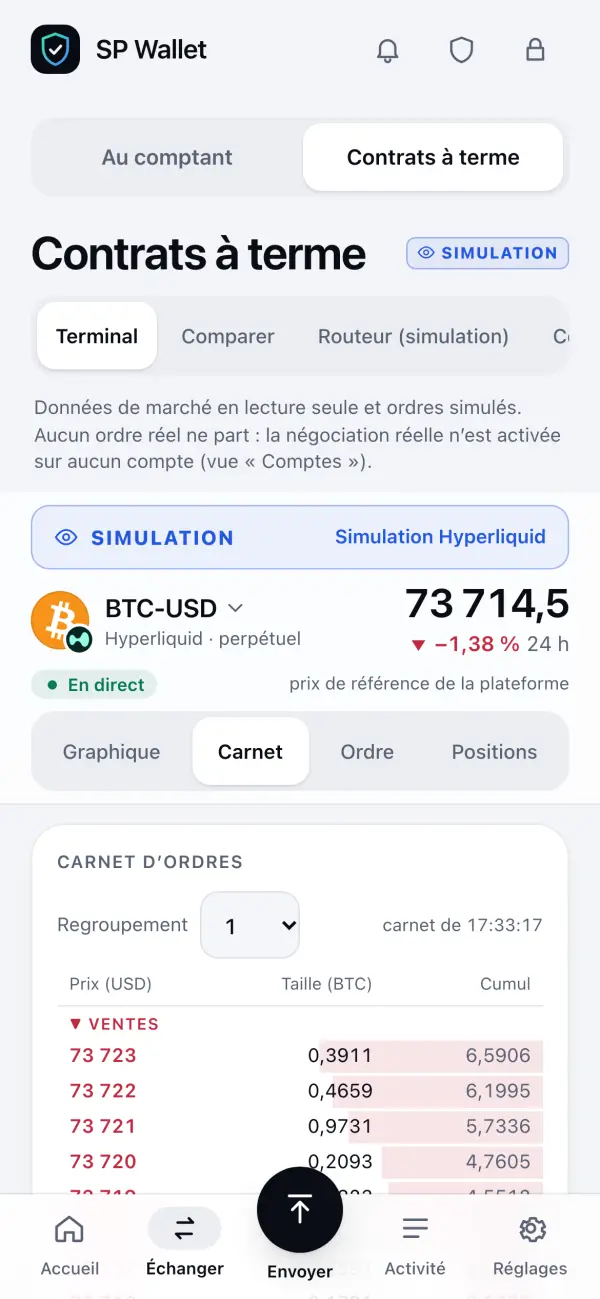 SP Wallet
Au comptant
Contrats à terme
Contrats à terme
SIMULATION
Terminal
Comparer
Routeur (simulation)
Données de marché en lecture seule et ordres simulés.
Aucun ordre réel ne part : la négociation réelle n’est activée
sur aucun compte (vue « Comptes »).
SIMULATION
Simulation Hyperliquid
BTC-USD
73 714,5
Hyperliquid · perpétuel
▼ −1,38 % 24 h
En direct
prix de référence de la plateforme
Graphique
Carnet
Ordre
Positions
CARNET D’ORDRES
Regroupement
1
carnet de 17:33:17
Prix (USD) Taille (BTC) Cumul
▼ VENTES
73 723 0,3911 6,5906
73 722 0,4659 6,1995
73 721 0,9731 5,7336
73 720 0,2093 4,7605
Accueil
Échanger
Envoyer
Activité
Réglages